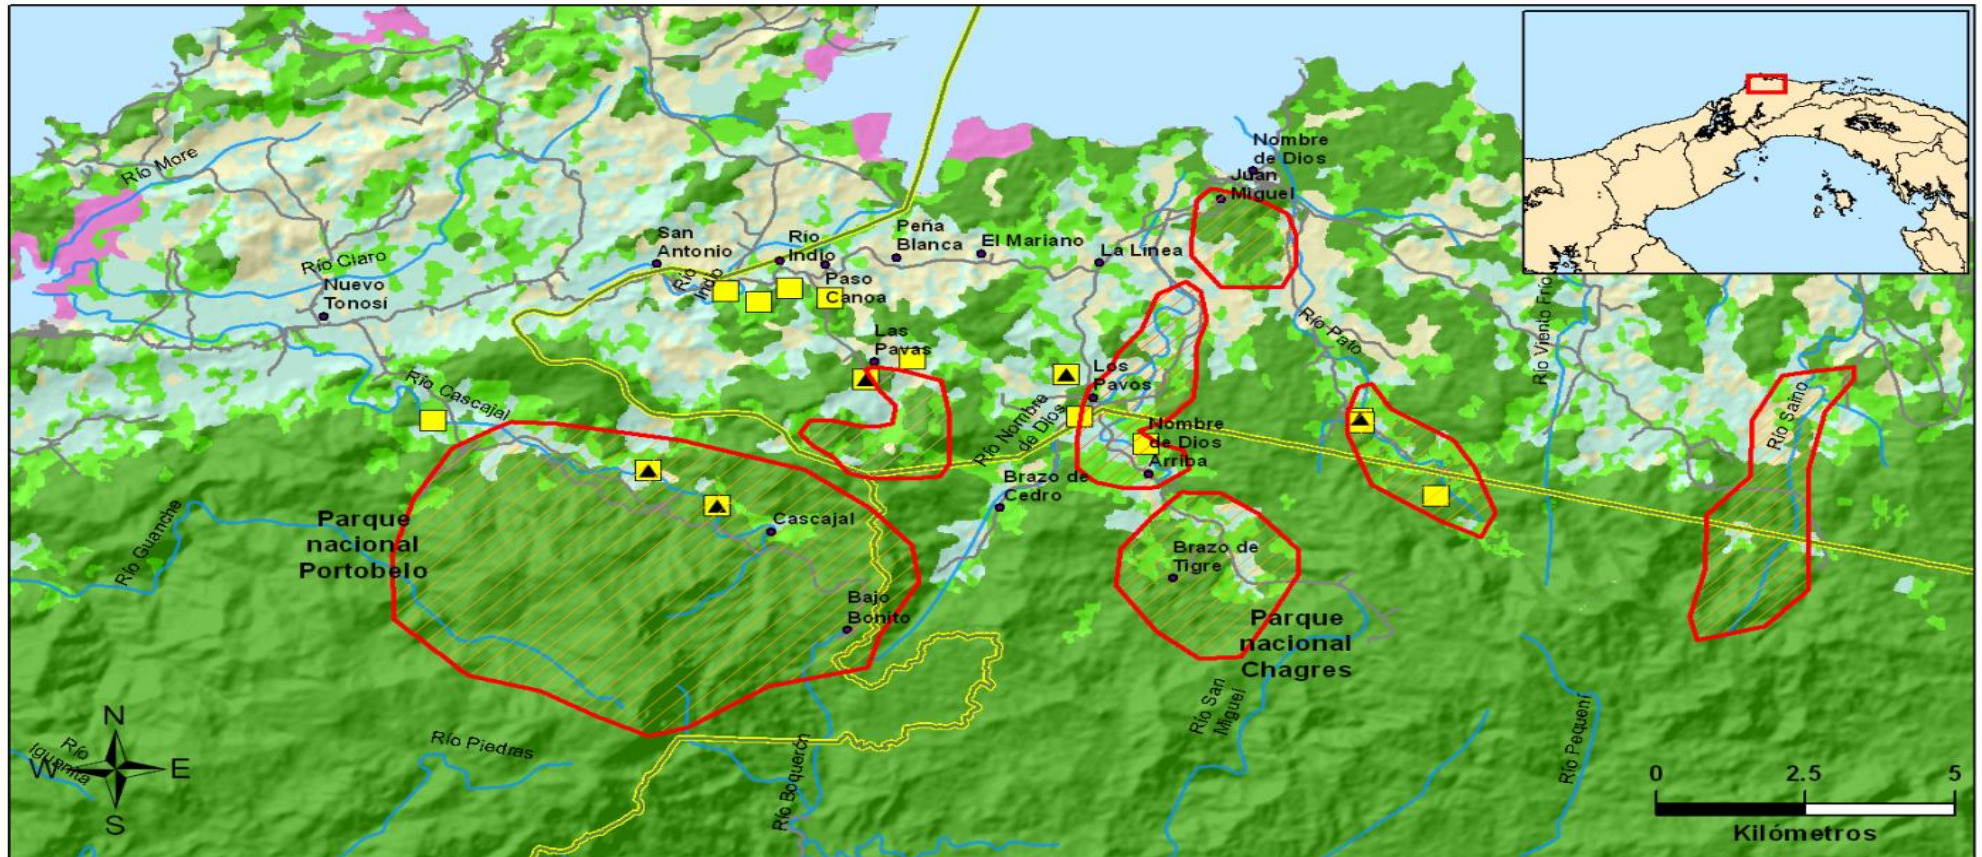 Nombre
de Dios
Juan
Miguel
Río More
San
Antonio
Río
Indio
Río
Indio
Peña
Blanca
El Mariano
La Línea
Paso
Canoa
Río Claro
Nuevo
Tonosí
Las
Pavas
Río Pato
Río Viento Frío
Río Cascajal
Los
Pavos
Río Nombre
de Dios
Nombre
de Dios
Arriba
Río Saino
Brazo de
Cedro
Río Guanche
Parque
nacional
Portobelo
Cascajal
Brazo de
Tigre
Bajo
Bonito
Parque
nacional
Chagres
Río San
Miguel
Río Pequení
Río Piedras
Río Boquerón
Río
Iguanita
N
W E
S
0 2.5 5
Kilómetros